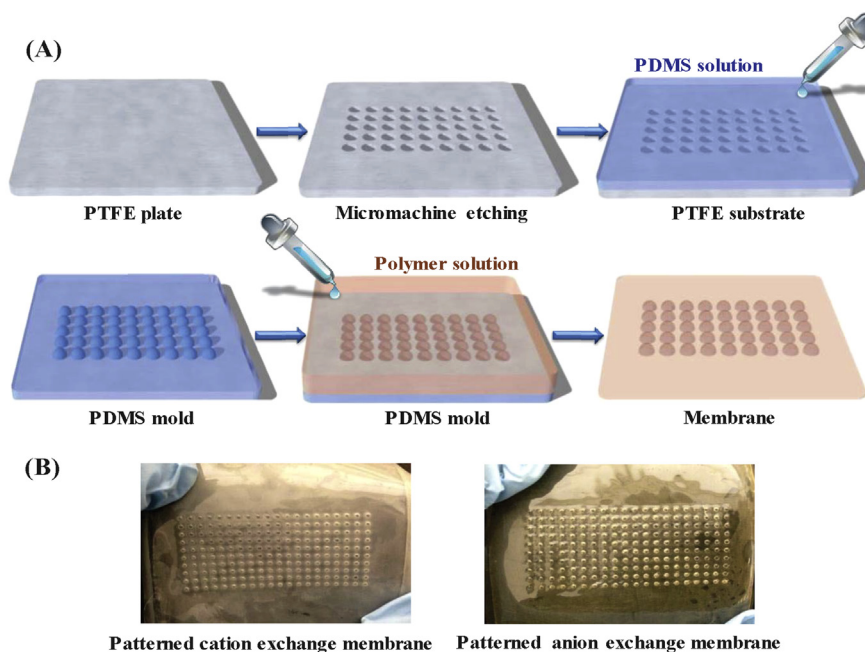 (A)
PDMS solution
PTFE plate
Micromachine etching
PTFE substrate
Polymer solution
PDMS mold
PDMS mold
Membrane
(B)
Patterned cation exchange membrane
Patterned anion exchange membrane